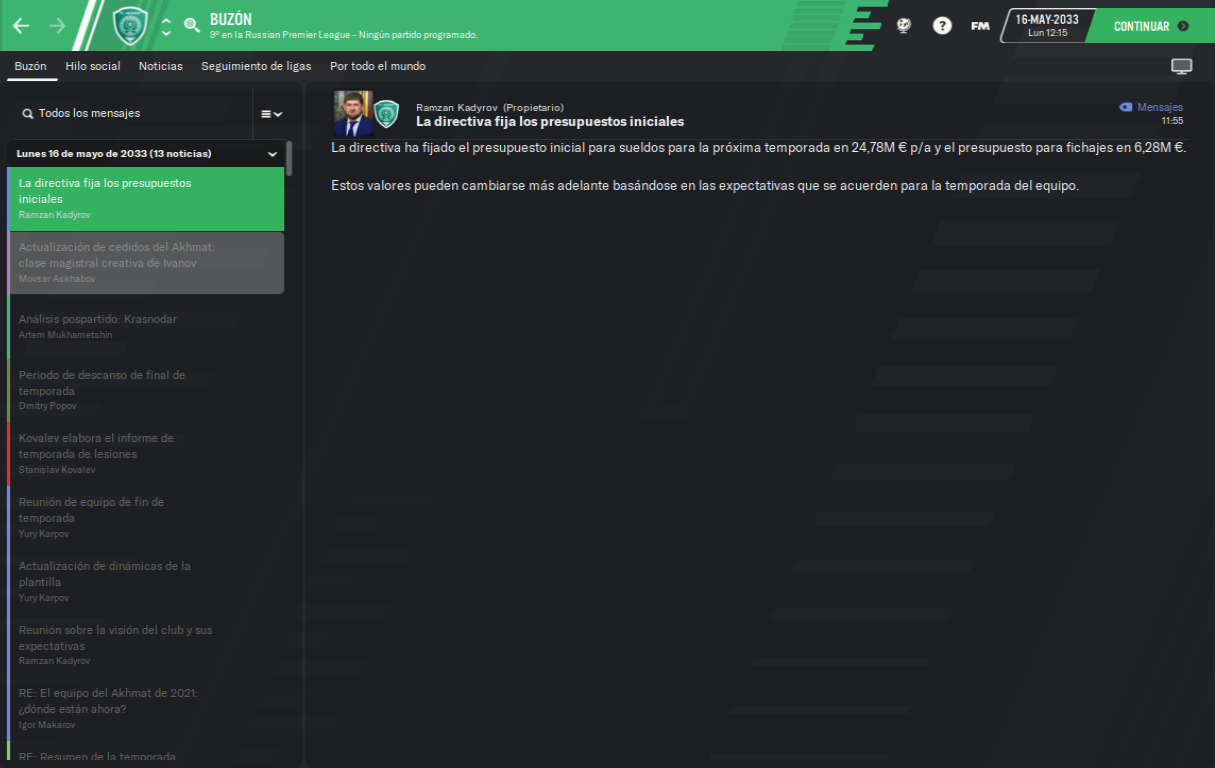 BUZÓN
9º en la Russian Premier League - Ningún partido programado.
?
FM
16-MAY-2033
Lun 12:15
CONTINUAR
Buzón
Hilo social
Noticias
Seguimiento de ligas
Por todo el mundo
Todos los mensajes
Lunes 16 de mayo de 2033 (13 noticias)
La directiva fija los presupuestos
iniciales
Ramzan Kadyrov
Actualización de cedidos del Akhmat:
clase magistral creativa de Ivanov
Movsar Askhabov
Análisis pospartido: Krasnodar
Artem Mukhametshin
Periodo de descanso de final de
temporada
Dmitry Popov
Kovalev elabora el informe de
temporada de lesiones
Stanislav Kovalev
Reunión de equipo de fin de
temporada
Yury Karpov
Actualización de dinámicas de la
plantilla
Yury Karpov
Reunión sobre la visión del club y sus
expectativas
Ramzan Kadyrov
RE: El equipo del Akhmat de 2021:
¿dónde están ahora?
Igor Makarov
RE: Resumen de la temporada
Ramzan Kadyrov (Propietario)
La directiva fija los presupuestos iniciales
Mensajes
11:55
La directiva ha fijado el presupuesto inicial para sueldos para la próxima temporada en 24,78M € p/a y el presupuesto para fichajes en 6,28M €.
Estos valores pueden cambiarse más adelante basándose en las expectativas que se acuerden para la temporada del equipo.